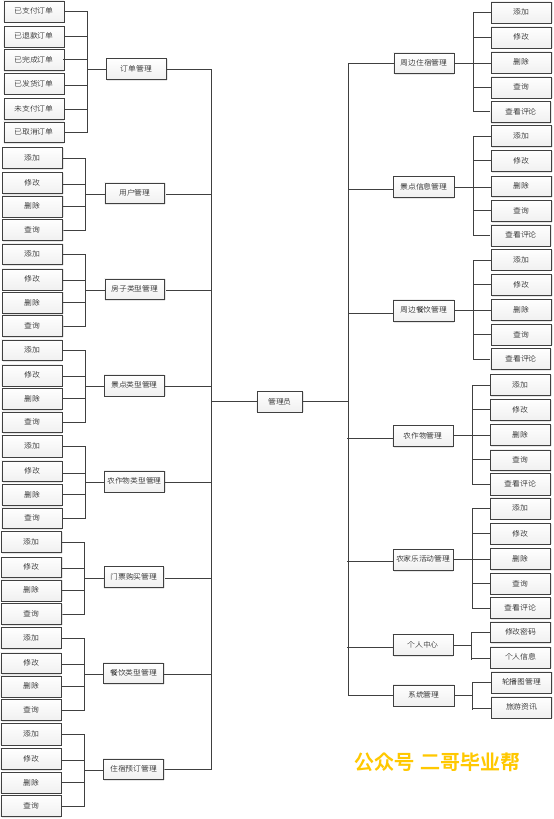 已支付订单
已退款订单
已完成订单
已发货订单
未支付订单
已取消订单
订单管理
添加
修改
删除
查询
用户管理
添加
修改
删除
查询
房子类型管理
添加
修改
删除
查询
景点类型管理
添加
修改
删除
查询
农作物类型管理
添加
修改
删除
查询
门票购买管理
添加
修改
删除
查询
餐饮类型管理
添加
修改
删除
查询
住宿预订管理
管理员
周边住宿管理
添加
修改
删除
查询
查看评论
景点信息管理
添加
修改
删除
查询
查看评论
周边餐饮管理
添加
修改
删除
查询
查看评论
农作物管理
添加
修改
删除
查询
查看评论
农家乐活动管理
添加
修改
删除
查询
查看评论
个人中心
修改密码
个人信息
系统管理
轮播图管理
旅游资讯
公众号 二哥毕业帮